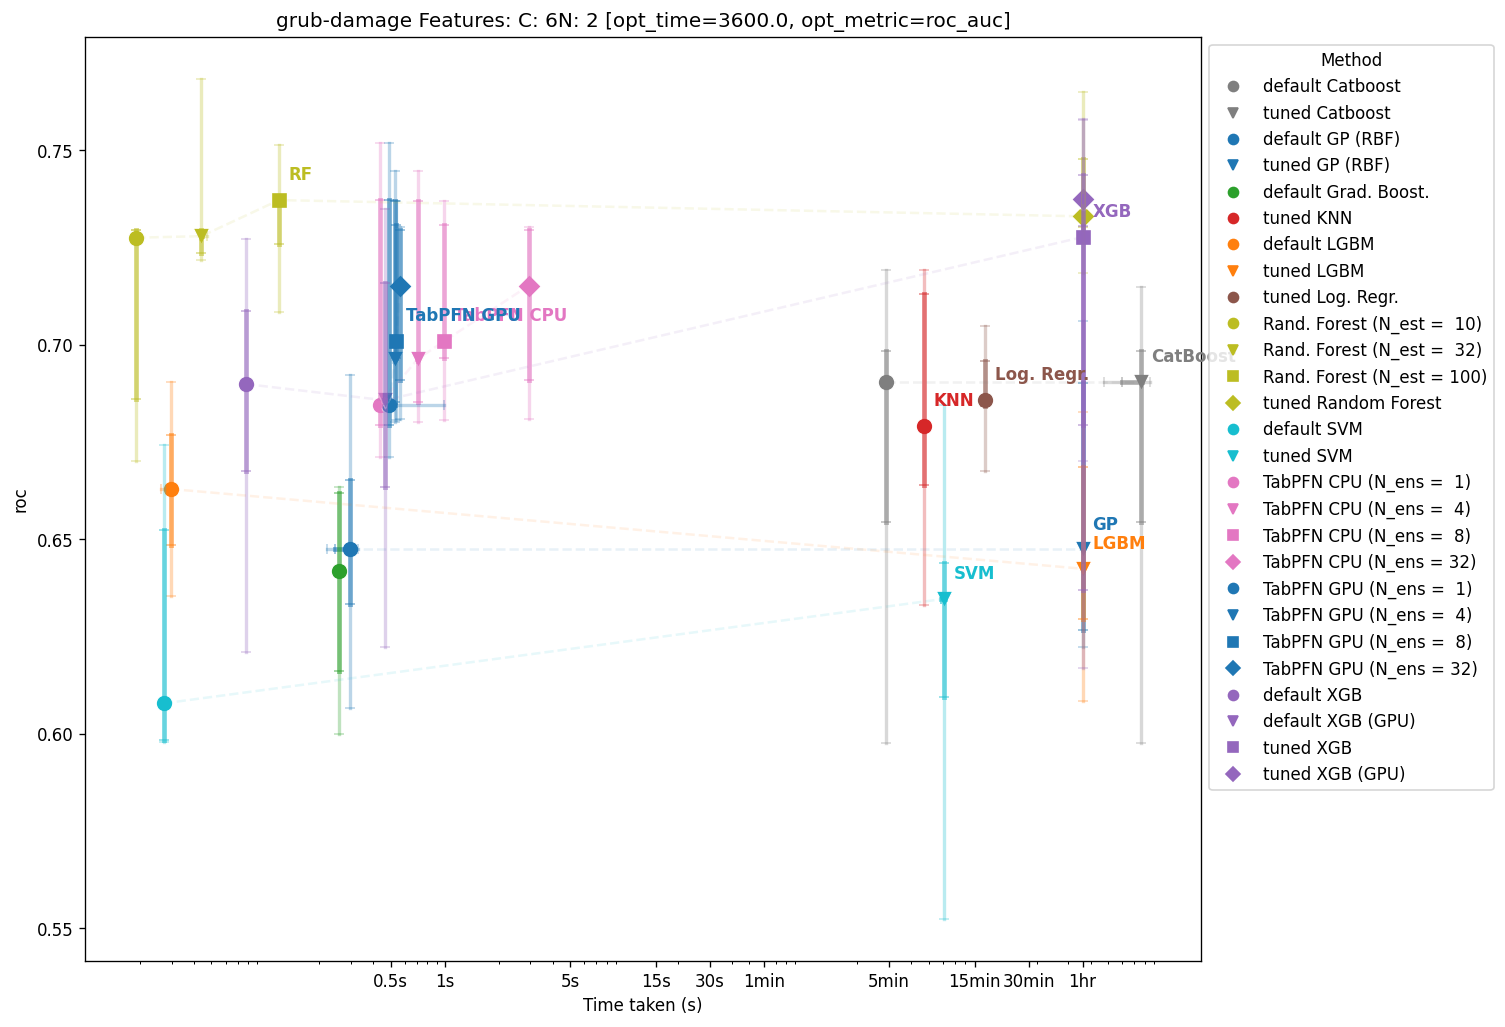 grub-damage Features: C: 6N: 2 [opt_time=3600.0, opt_metric=roc_auc]
roc
0.75
0.70
0.65
0.60
0.55
RF
XGB
TabPFN GPU
TabPFN CPU
CatBoost
Log. Regr.
KNN
GP
LGBM
SVM
0.5s 1s 5s 15s 30s 1min 5min 15min 30min 1hr
Time taken (s)
Method
default Catboost
tuned Catboost
default GP (RBF)
tuned GP (RBF)
default Grad. Boost.
tuned KNN
default LGBM
tuned LGBM
tuned Log. Regr.
Rand. Forest (N_est =  10)
Rand. Forest (N_est =  32)
Rand. Forest (N_est = 100)
tuned Random Forest
default SVM
tuned SVM
TabPFN CPU (N_ens =  1)
TabPFN CPU (N_ens =  4)
TabPFN CPU (N_ens =  8)
TabPFN CPU (N_ens = 32)
TabPFN GPU (N_ens =  1)
TabPFN GPU (N_ens =  4)
TabPFN GPU (N_ens =  8)
TabPFN GPU (N_ens = 32)
default XGB
default XGB (GPU)
tuned XGB
tuned XGB (GPU)